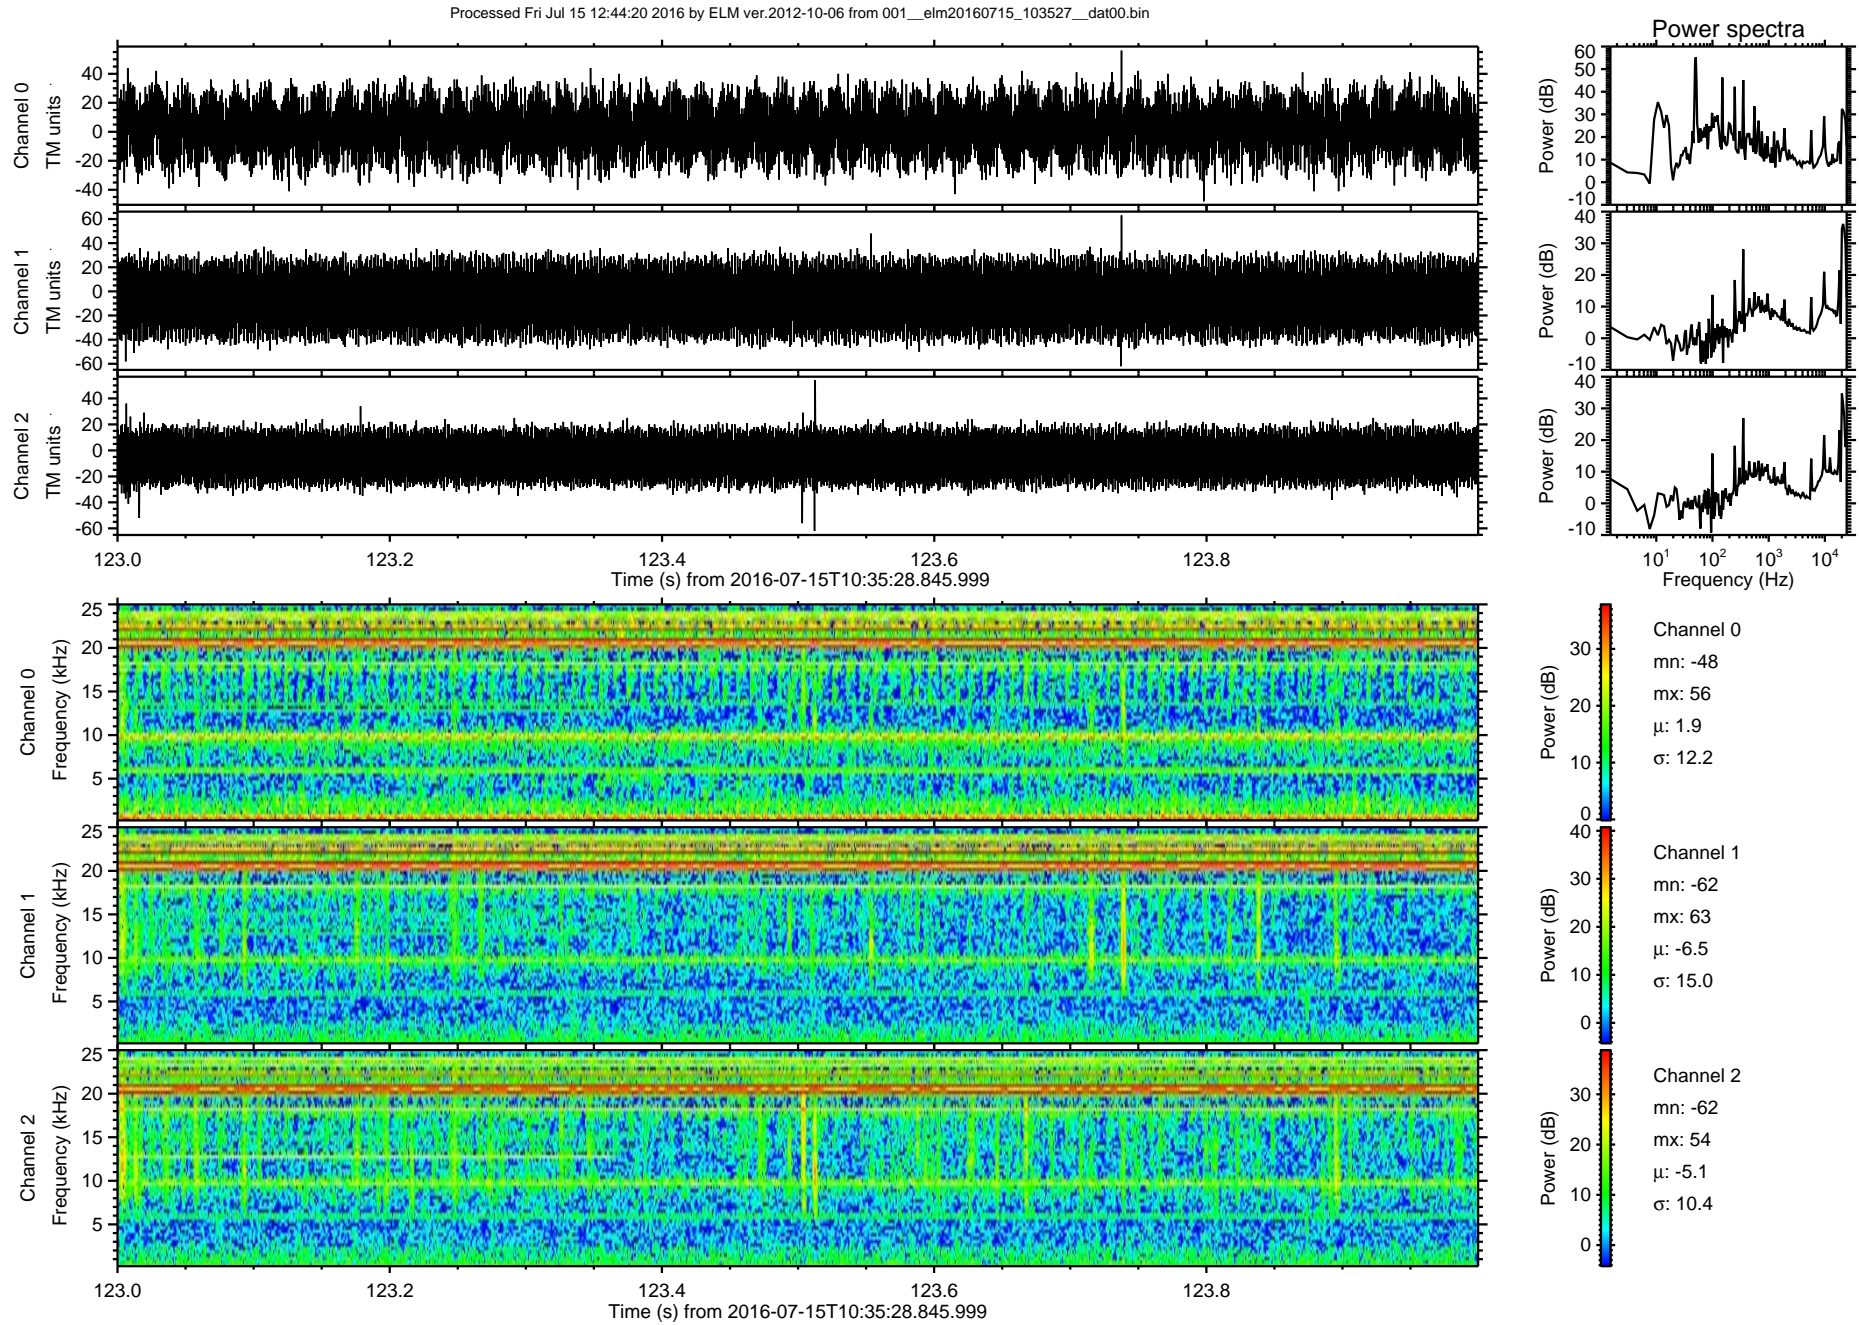 Processed Fri Jul 15 12:44:20 2016 by ELM ver.2012-10-06 from 001__elm20160715_103527__dat00.bin
Power spectra
Channel 0
TM units
40
20
0
-20
-40
Power (dB)
60
50
40
30
20
10
0
-10
Channel 1
TM units
60
40
20
0
-20
-40
-60
Power (dB)
40
30
20
10
0
-10
Channel 2
TM units
40
20
0
-20
-40
-60
Power (dB)
40
30
20
10
0
-10
123.0 123.2 123.4 123.6 123.8
Time (s) from 2016-07-15T10:35:28.845.999
10¹ 10² 10³ 10⁴
Frequency (Hz)
Channel 0
Frequency (kHz)
25
20
15
10
5
Power (dB)
30
20
10
0
Channel 0
mn: -48
mx: 56
μ: 1.9
σ: 12.2
Channel 1
Frequency (kHz)
25
20
15
10
5
Power (dB)
40
30
20
10
0
Channel 1
mn: -62
mx: 63
μ: -6.5
σ: 15.0
Channel 2
Frequency (kHz)
25
20
15
10
5
Power (dB)
30
20
10
0
Channel 2
mn: -62
mx: 54
μ: -5.1
σ: 10.4
123.0 123.2 123.4 123.6 123.8
Time (s) from 2016-07-15T10:35:28.845.999